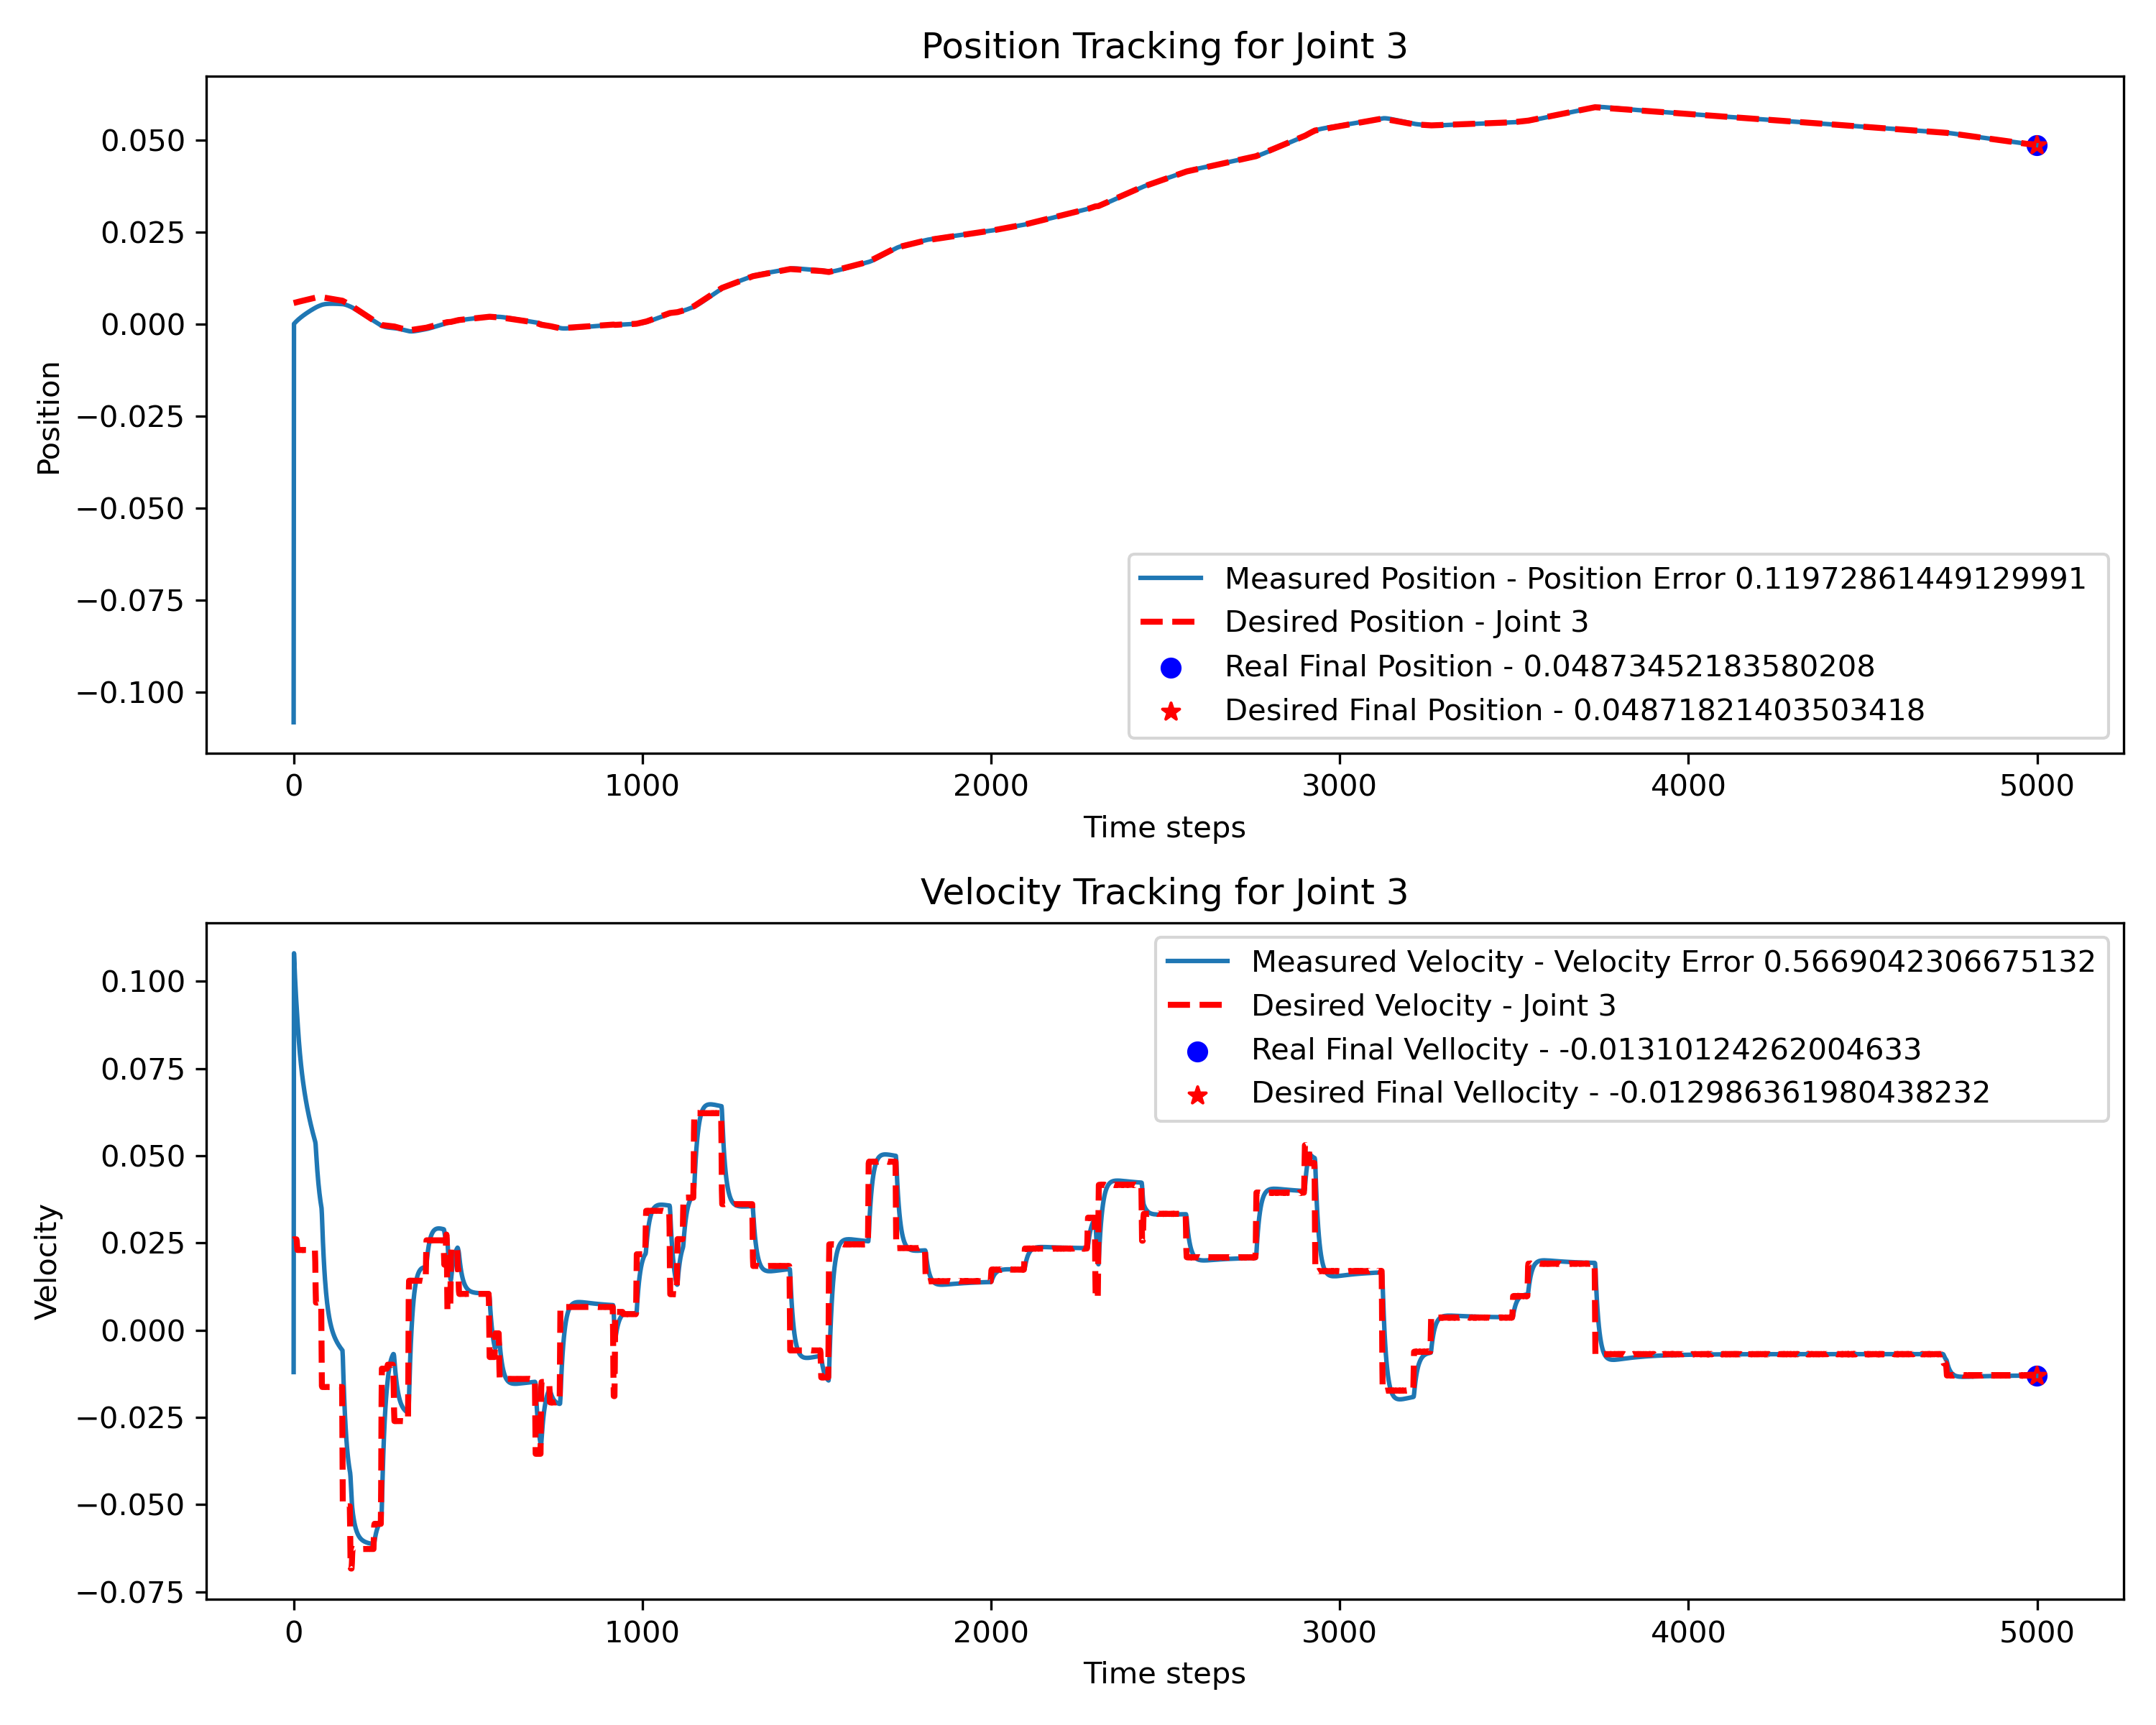 Position Tracking for Joint 3
0.050
0.025
0.000
−0.025
−0.050
−0.075
−0.100
Position
Measured Position - Position Error 0.11972861449129991
Desired Position - Joint 3
Real Final Position - 0.04873452183580208
Desired Final Position - 0.04871821403503418
0 1000 2000 3000 4000 5000
Time steps
Velocity Tracking for Joint 3
0.100
0.075
0.050
0.025
0.000
−0.025
−0.050
−0.075
Velocity
Measured Velocity - Velocity Error 0.5669042306675132
Desired Velocity - Joint 3
Real Final Vellocity - -0.01310124262004633
Desired Final Vellocity - -0.012986361980438232
0 1000 2000 3000 4000 5000
Time steps